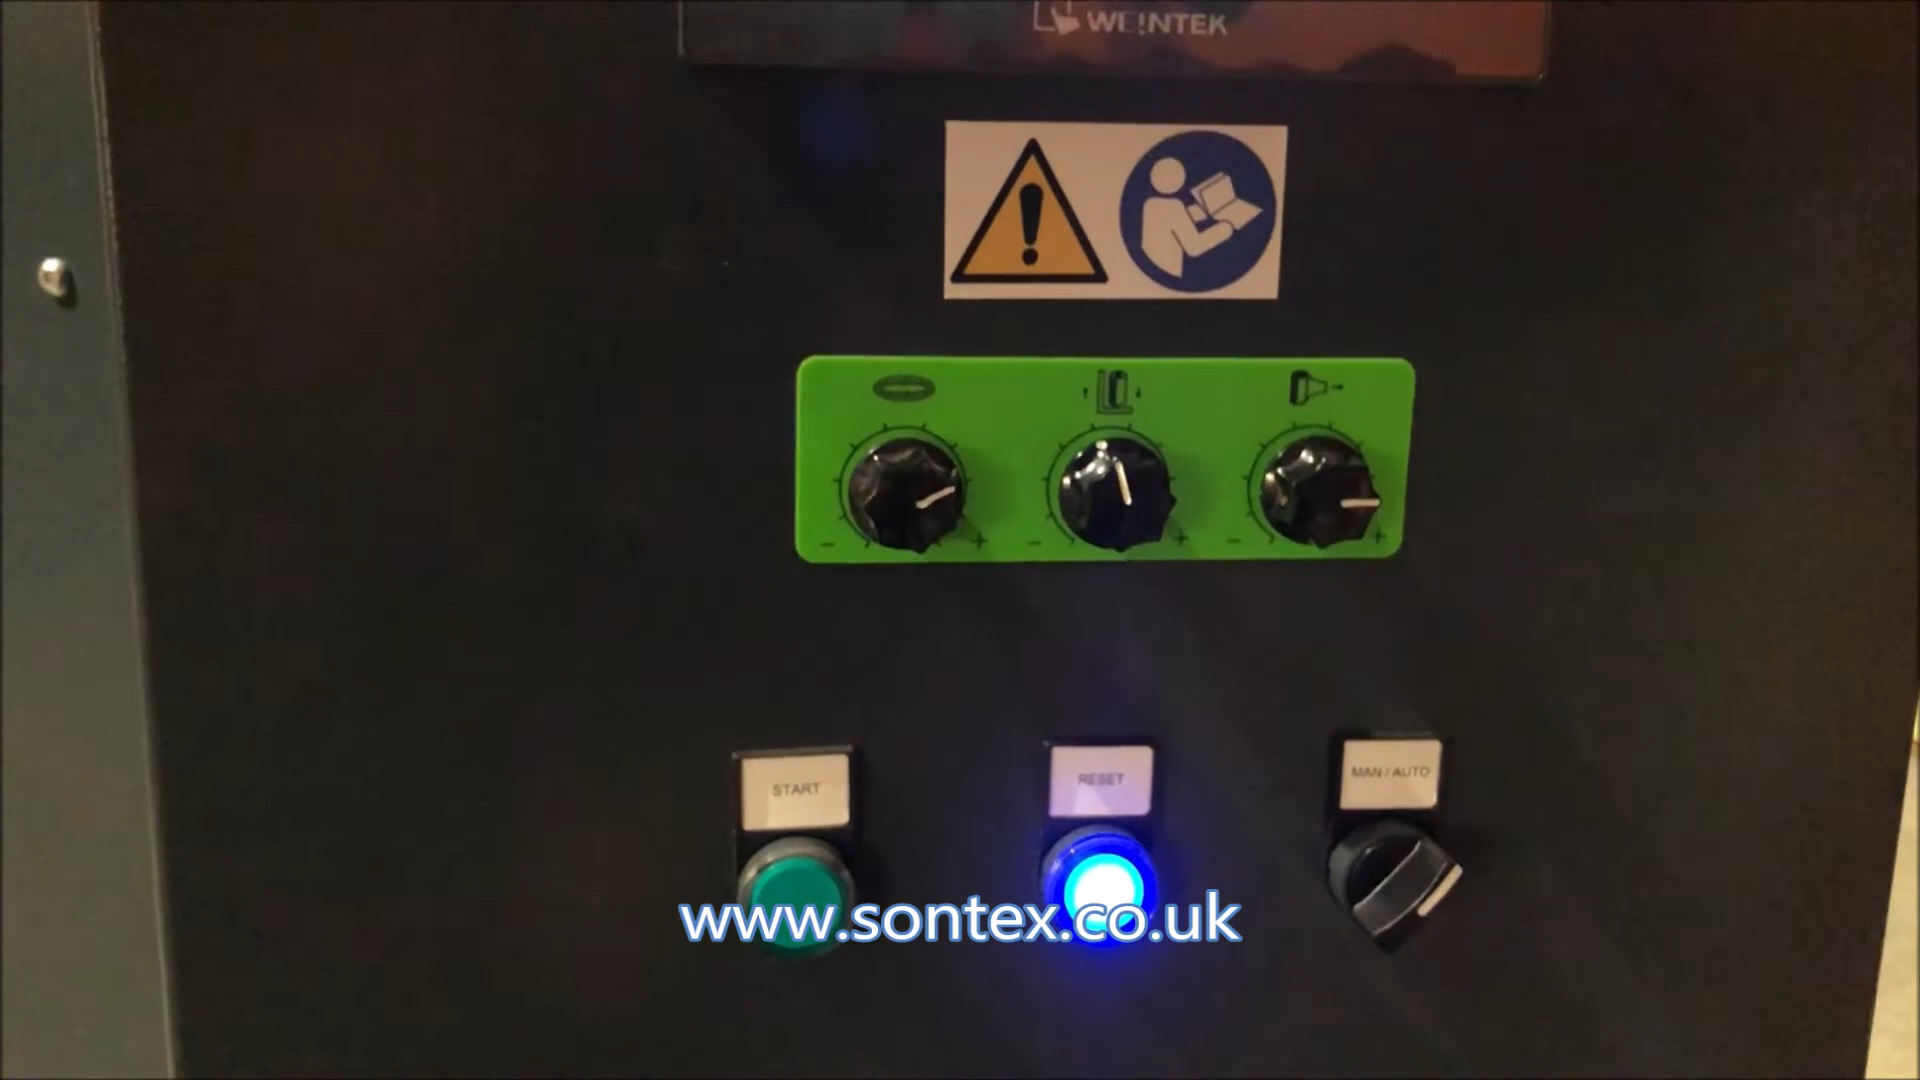 WEINTEK
- +
- +
- +
START
RESET
MAN / AUTO
www.sontex.co.uk